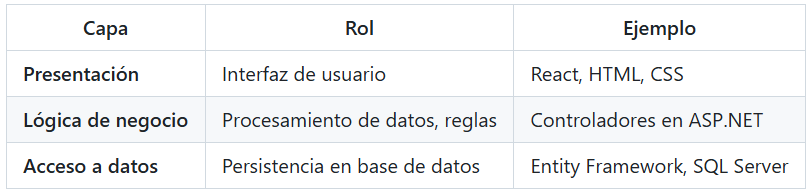 Capa Rol Ejemplo
Presentación Interfaz de usuario React, HTML, CSS
Lógica de negocio Procesamiento de datos, reglas Controladores en ASP.NET
Acceso a datos Persistencia en base de datos Entity Framework, SQL Server